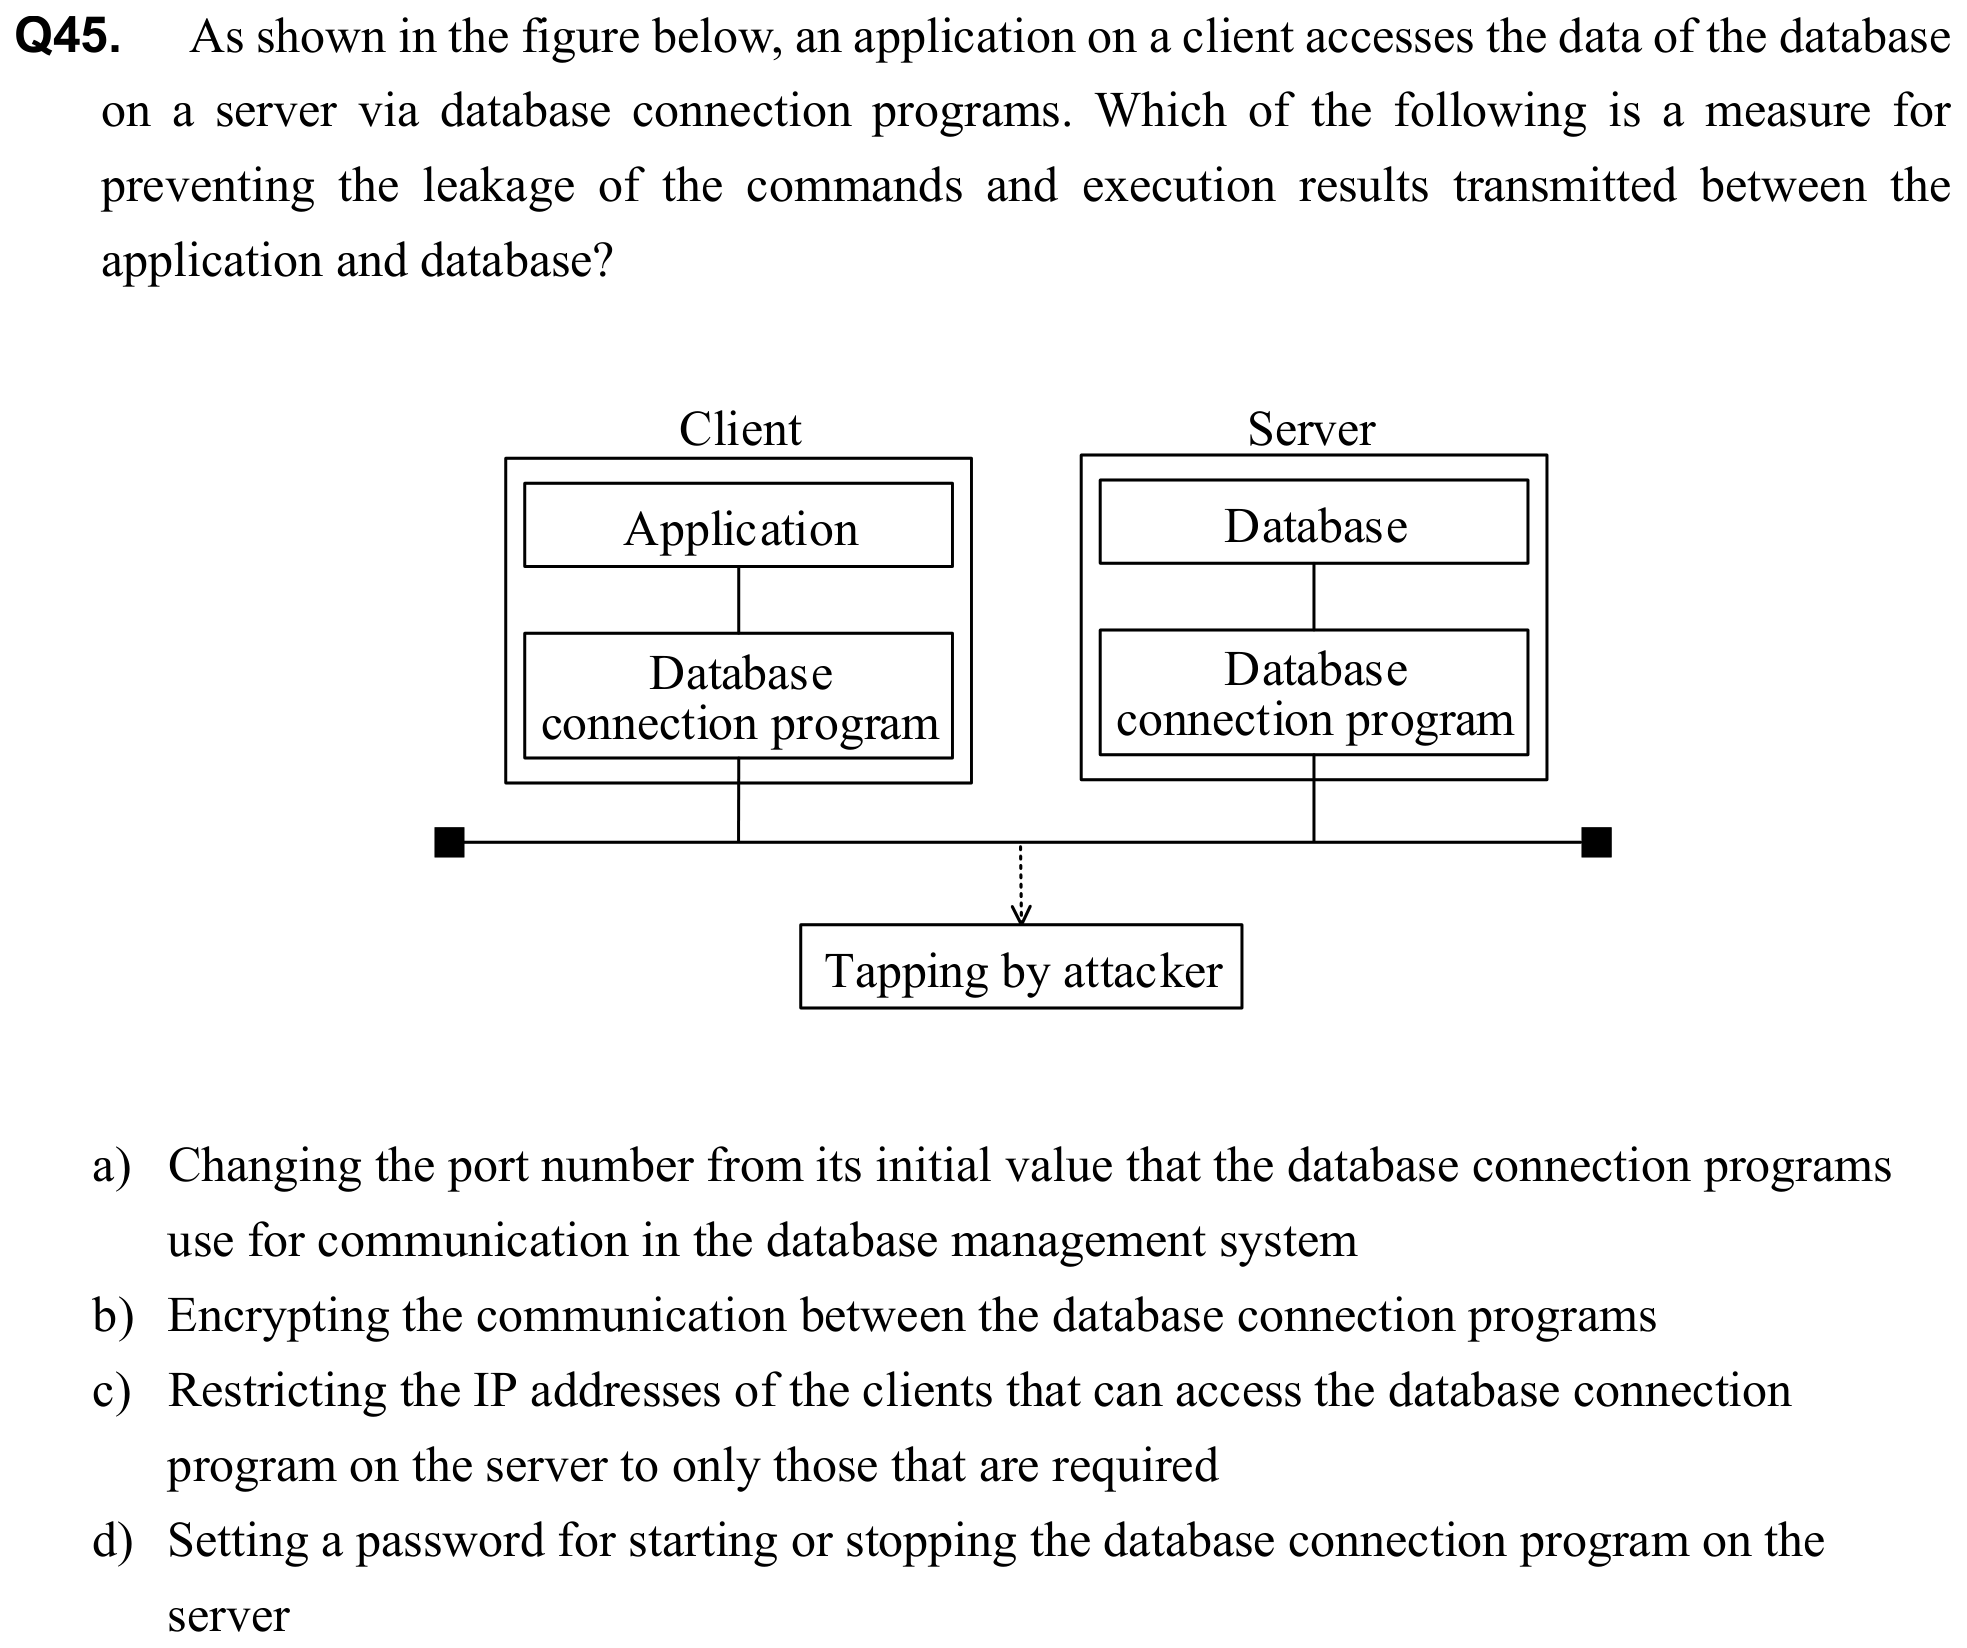 Q45. As shown in the figure below, an application on a client accesses the data of the database
on a server via database connection programs. Which of the following is a measure for
preventing the leakage of the commands and execution results transmitted between the
application and database?
Client
Server
Application
Database
Database
connection program
Database
connection program
Tapping by attacker
a) Changing the port number from its initial value that the database connection programs
use for communication in the database management system
b) Encrypting the communication between the database connection programs
c) Restricting the IP addresses of the clients that can access the database connection
program on the server to only those that are required
d) Setting a password for starting or stopping the database connection program on the
server